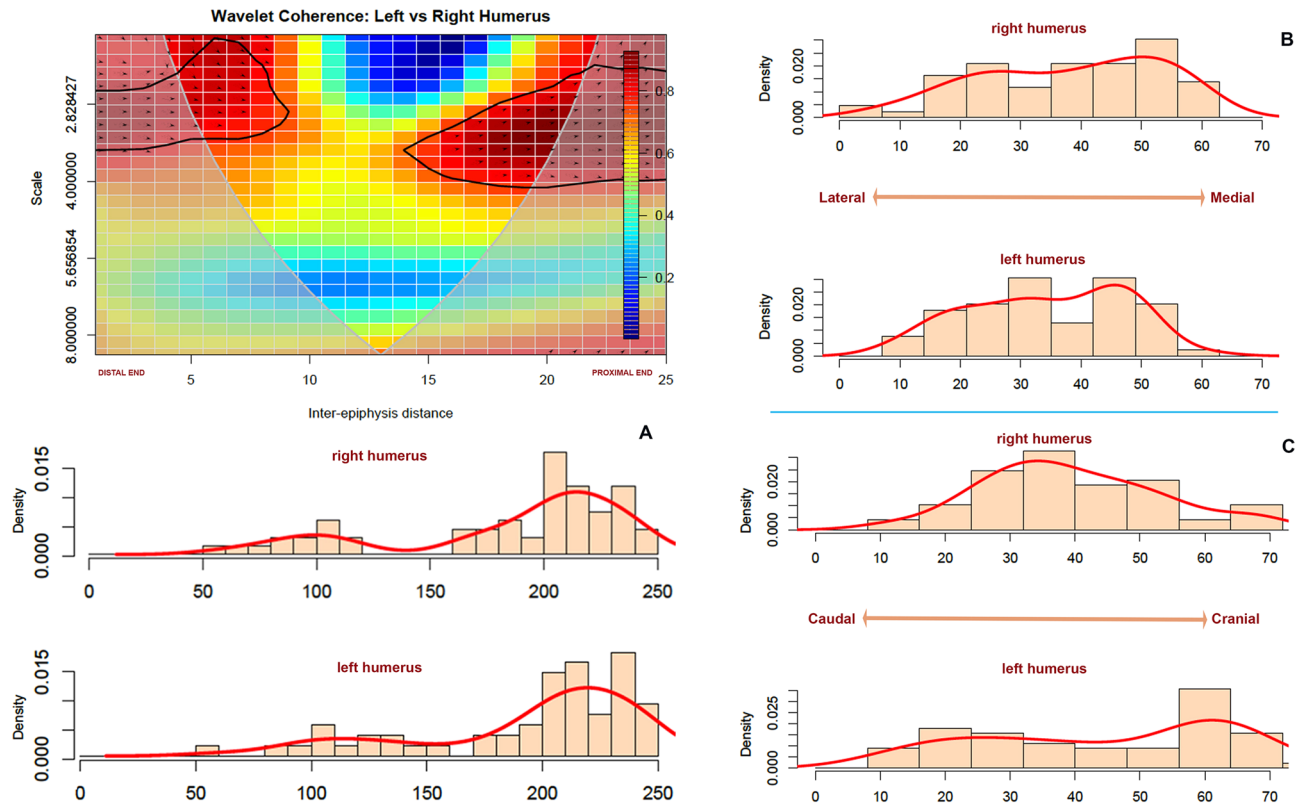 Wavelet Coherence: Left vs Right Humerus
Scale
2.828427
4.000000
5.656854
8.000000
0.8
0.6
0.4
0.2
DISTAL END
PROXIMAL END
5 10 15 20 25
Inter-epiphysis distance
A
right humerus
Density
0.015
0.000
0 50 100 150 200 250
left humerus
Density
0.015
0.000
0 50 100 150 200 250
B
right humerus
Density
0.020
0.000
0 10 20 30 40 50 60 70
Lateral Medial
left humerus
Density
0.020
0.000
0 10 20 30 40 50 60 70
C
right humerus
Density
0.020
0.000
0 10 20 30 40 50 60 70
Caudal Cranial
left humerus
Density
0.025
0.000
0 10 20 30 40 50 60 70